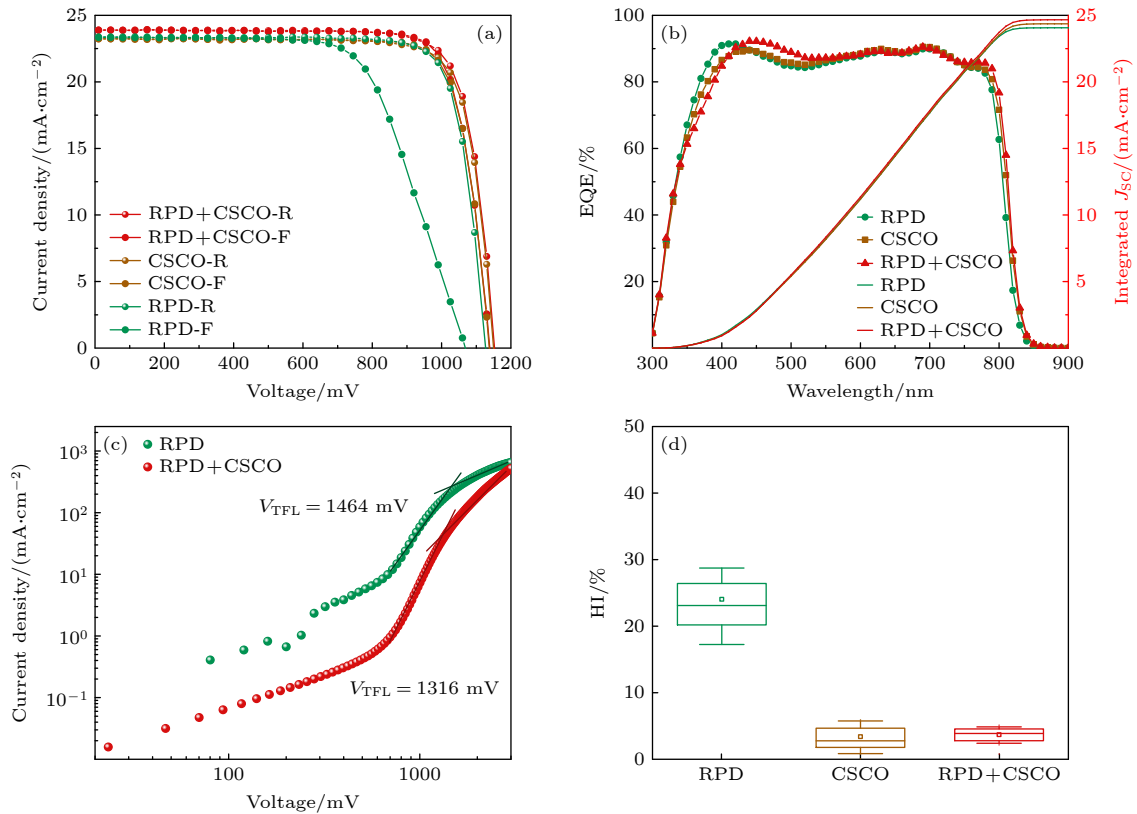 (a)
Current density/(mA·cm⁻²)
25
20
15
10
5
0
RPD+CSCO-R
RPD+CSCO-F
CSCO-R
CSCO-F
RPD-R
RPD-F
0 200 400 600 800 1000 1200
Voltage/mV
(b)
EQE/%
100
80
60
40
20
RPD
CSCO
RPD+CSCO
RPD
CSCO
RPD+CSCO
25
20
15
10
5
0
Integrated J_SC/(mA·cm⁻²)
300 400 500 600 700 800 900
Wavelength/nm
(c)
Current density/(mA·cm⁻²)
10³
10²
10¹
10⁰
10⁻¹
RPD
RPD+CSCO
V_TFL = 1464 mV
V_TFL = 1316 mV
100 1000
Voltage/mV
(d)
HI/%
50
40
30
20
10
0
RPD CSCO RPD+CSCO